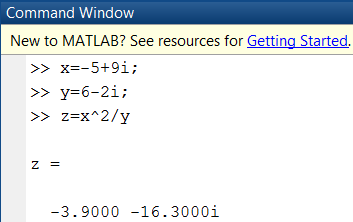 Command Window
New to MATLAB? See resources for Getting Started.
>> x=-5+9i;
>> y=6-2i;
>> z=x^2/y
z =
-3.9000 -16.3000i